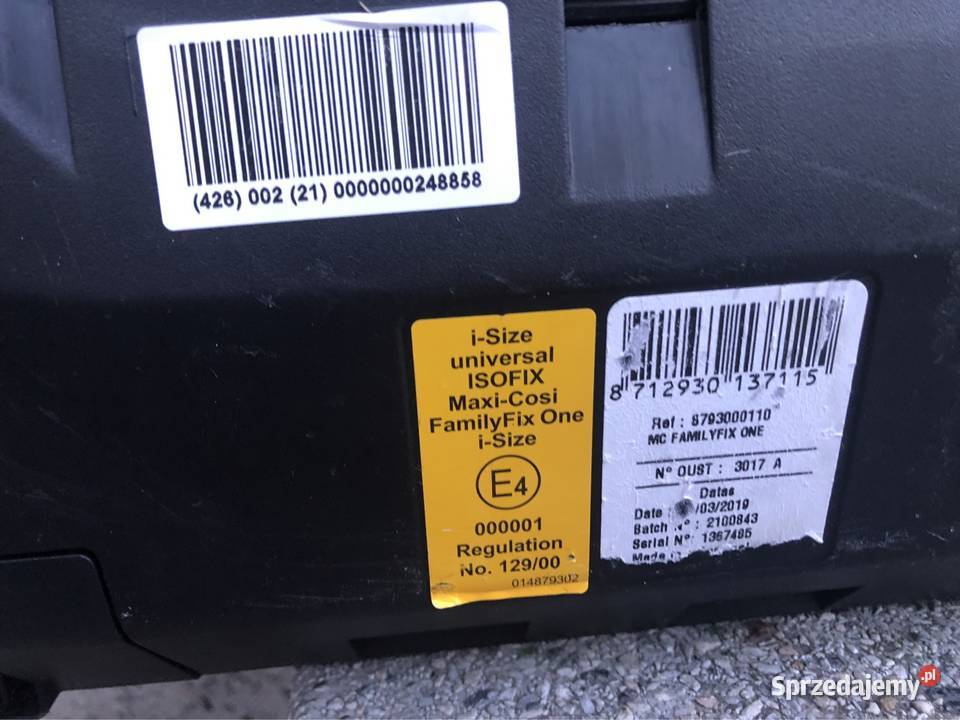 (426) 002 (21) 0000000248858
i-Size
universal
ISOFIX
Maxi-Cosi
FamilyFix One
i-Size
E4
000001
Regulation
No. 129/00
014879302
8 712930 137115
Ref : 8793000110
MC FAMILYFIX ONE
N° OUST : 3017 A
Datas
Date : /03/2019
Batch N° : 2100843
Serial N° : 1367495
Made
Sprzedajemy.pl